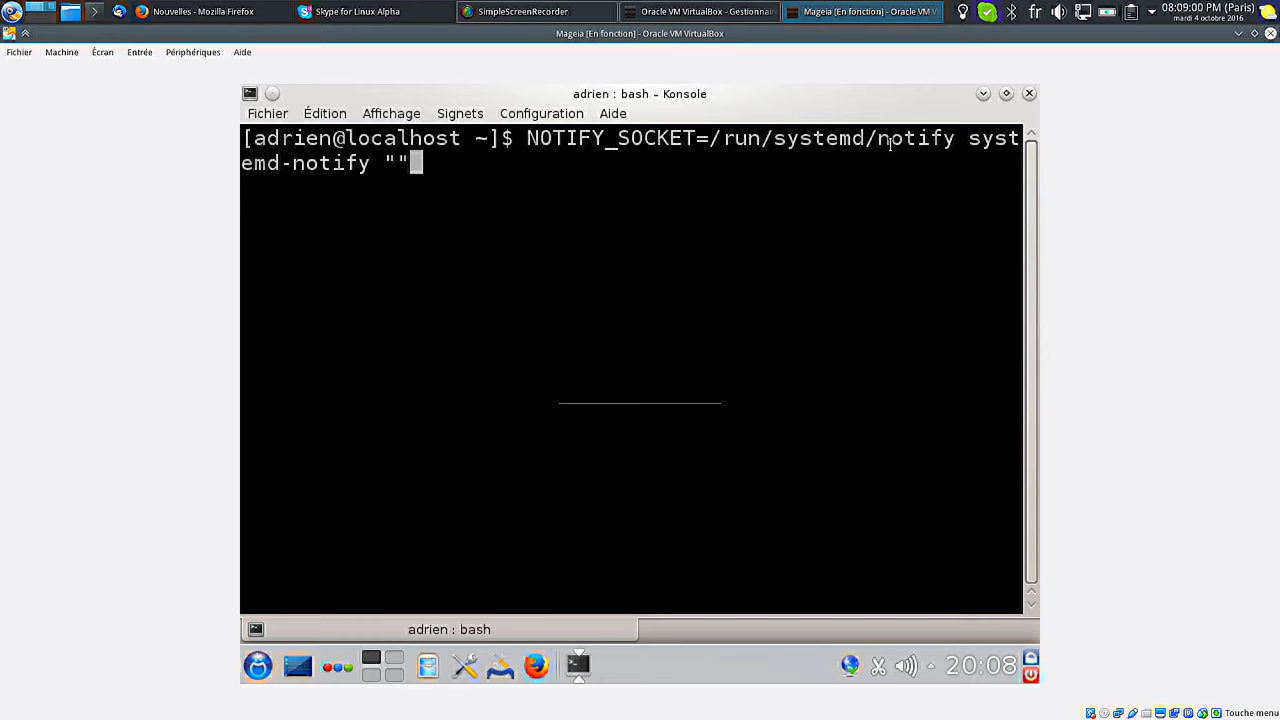 Nouvelles - Mozilla Firefox
Skype for Linux Alpha
SimpleScreenRecorder
Oracle VM VirtualBox - Gestionnair
Mageia [En fonction] - Oracle VM V
fr
08:09:00 PM (Paris)
mardi 4 octobre 2016
Mageia [En fonction] - Oracle VM VirtualBox
Fichier Machine Écran Entrée Périphériques Aide
adrien : bash – Konsole
Fichier Édition Affichage Signets Configuration Aide
[adrien@localhost ~]$ NOTIFY_SOCKET=/run/systemd/notify syst
emd-notify ""
adrien : bash
20:08
Touche menu